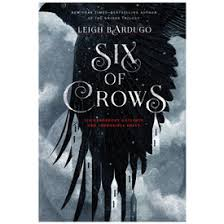 NEW YORK TIMES-BESTSELLING AUTHOR
OF THE GRISHA TRILOGY
LEIGH BARDUGO
SIX OF
CROWS
SIX DANGEROUS OUTCASTS
ONE IMPOSSIBLE HEIST